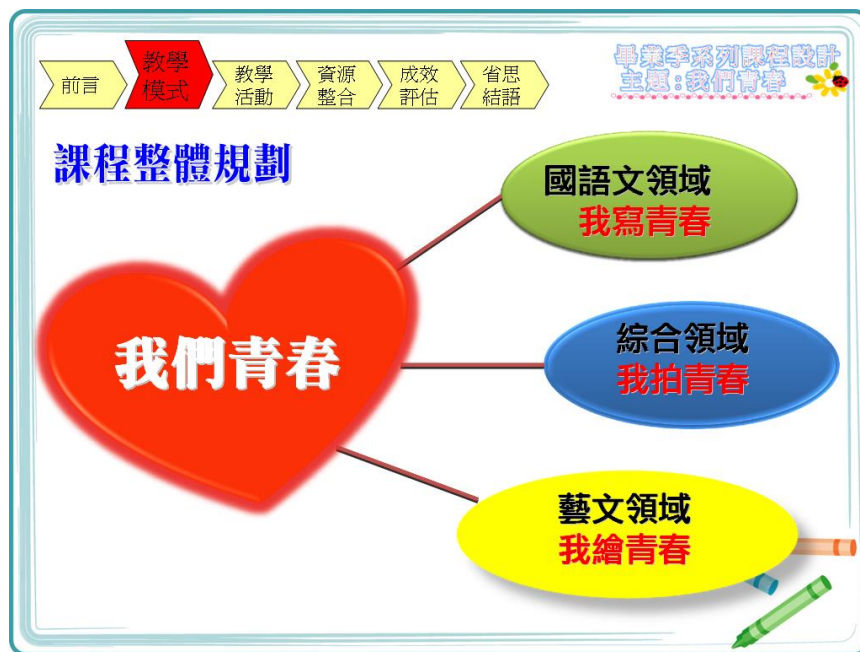 前言
教學
模式
教學
活動
資源
整合
成效
評估
省思
結語
畢業季系列課程設計
主題:我們青春
課程整體規劃
我們青春
國語文領域
我寫青春
綜合領域
我拍青春
藝文領域
我繪青春